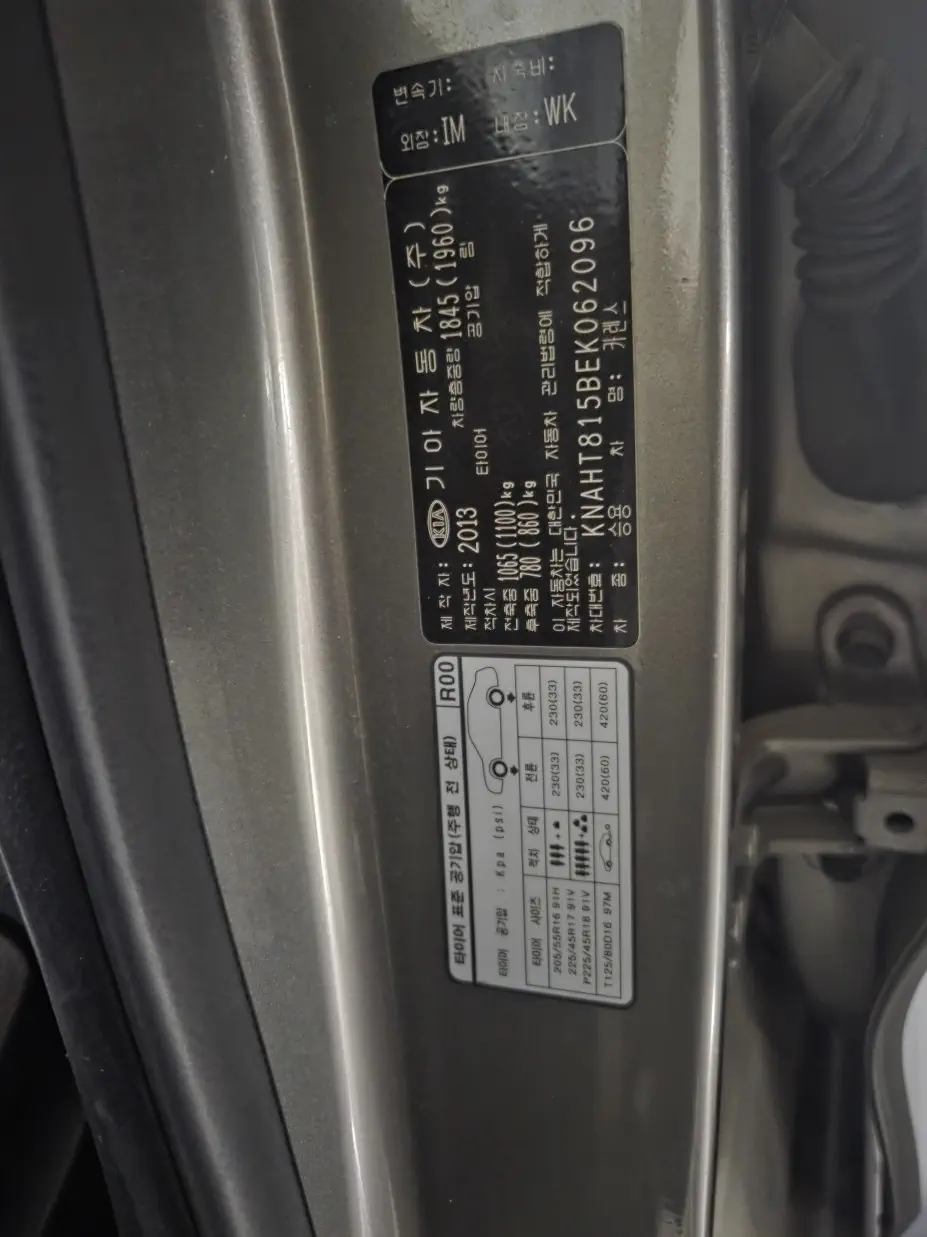 변속기: 차축비:
외장:IM 내장:WK
제 작 자: KIA 기아자동차(주)
제작년도: 2013 차량총중량 1845(1960)kg
적차시 타이어 공기압 림
전축중 1065(1100)kg
후축중 780( 860)kg
이 자동차는 대한민국 자동차 관리법령에 적합하게
제작되었습니다.
차대번호: KNAHT815BEK062096
차 종: 승용 차 명: 카렌스
타이어 표준 공기압(주행 전 상태) R00
타이어 공기압 : Kpa (psi)
타이어 사이즈 적차 상태 전륜 후륜
205/55R16 91H 230(33) 230(33)
225/45R17 91V
P225/45R18 91V 230(33) 230(33)
T125/80D16 97M 420(60) 420(60)